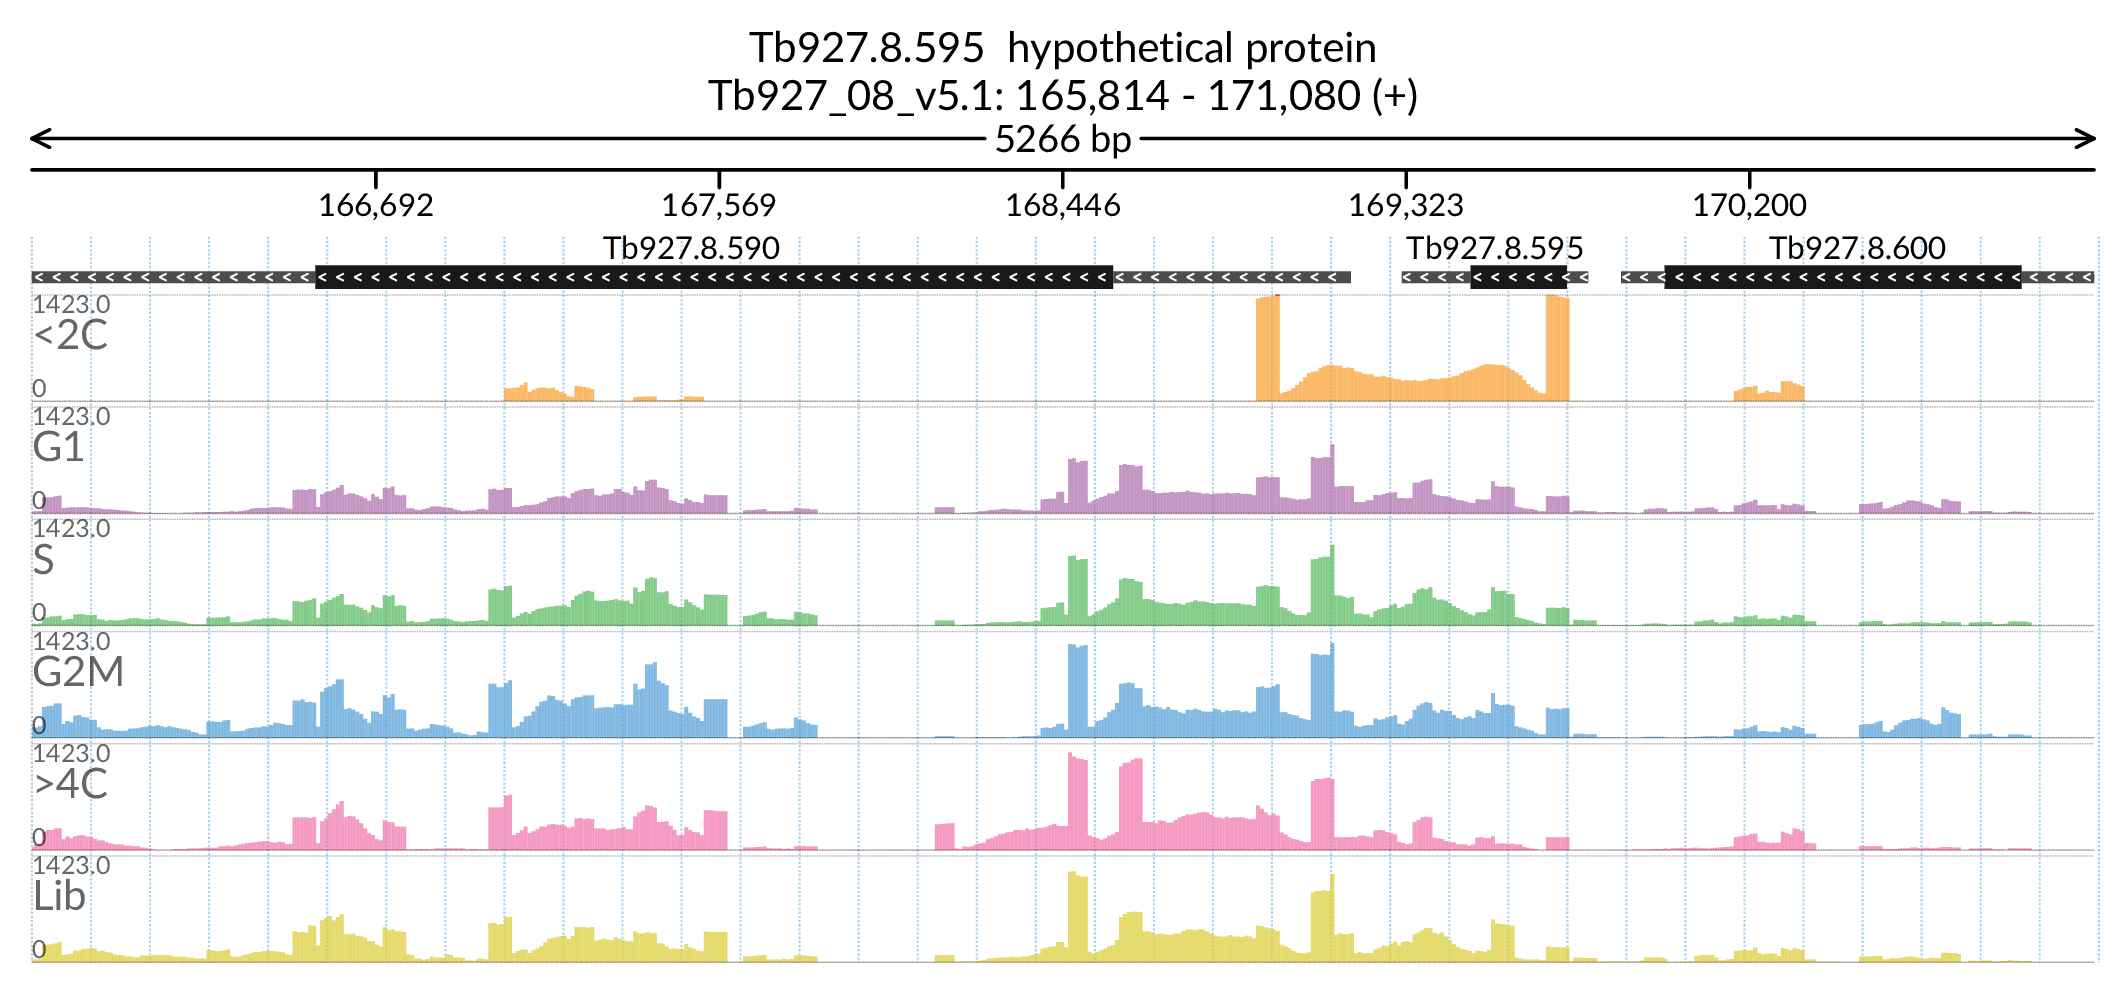 Tb927.8.595 hypothetical protein
Tb927_08_v5.1: 165,814 - 171,080 (+)
5266 bp
166,692 167,569 168,446 169,323 170,200
Tb927.8.590 Tb927.8.595 Tb927.8.600
1423.0
<2C
0
1423.0
G1
0
1423.0
S
0
1423.0
G2M
0
1423.0
>4C
0
1423.0
Lib
0